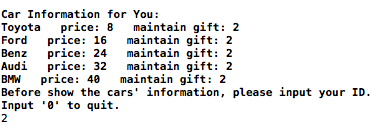 Car Information for You:
Toyota   price: 8   maintain gift: 2
Ford   price: 16   maintain gift: 2
Benz   price: 24   maintain gift: 2
Audi   price: 32   maintain gift: 2
BMW   price: 40   maintain gift: 2
Before show the cars' information, please input your ID.
Input '0' to quit.
2